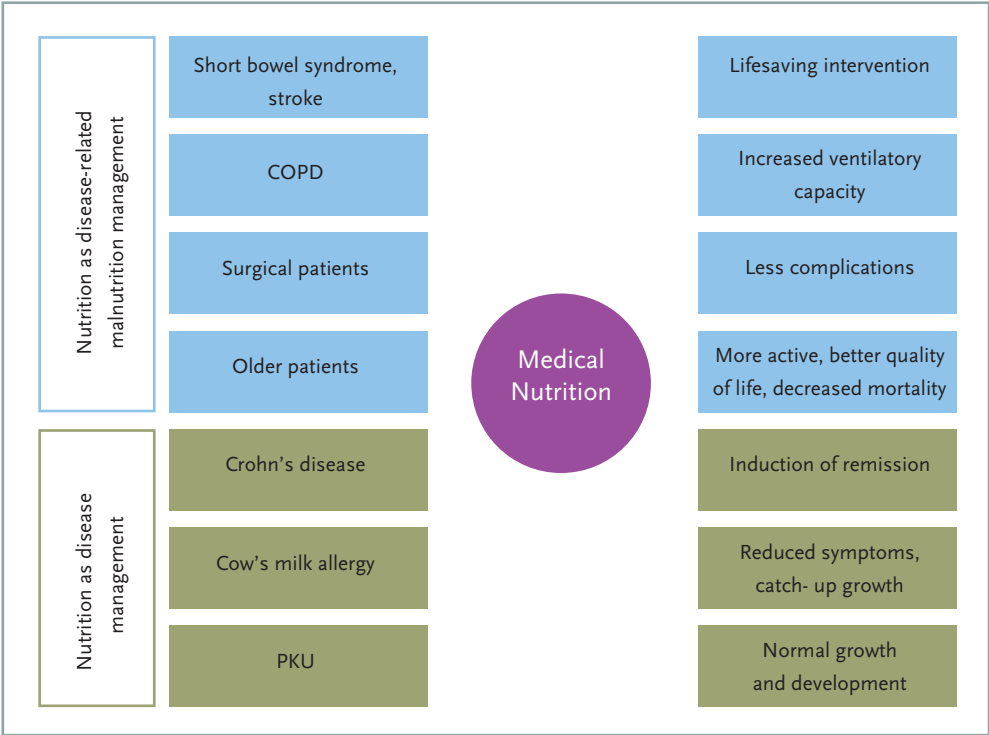 Nutrition as disease-related
malnutrition management
Short bowel syndrome,
stroke
Lifesaving intervention
COPD
Increased ventilatory
capacity
Surgical patients
Less complications
Older patients
More active, better quality
of life, decreased mortality
Medical
Nutrition
Nutrition as disease
management
Crohn's disease
Induction of remission
Cow's milk allergy
Reduced symptoms,
catch- up growth
PKU
Normal growth
and development